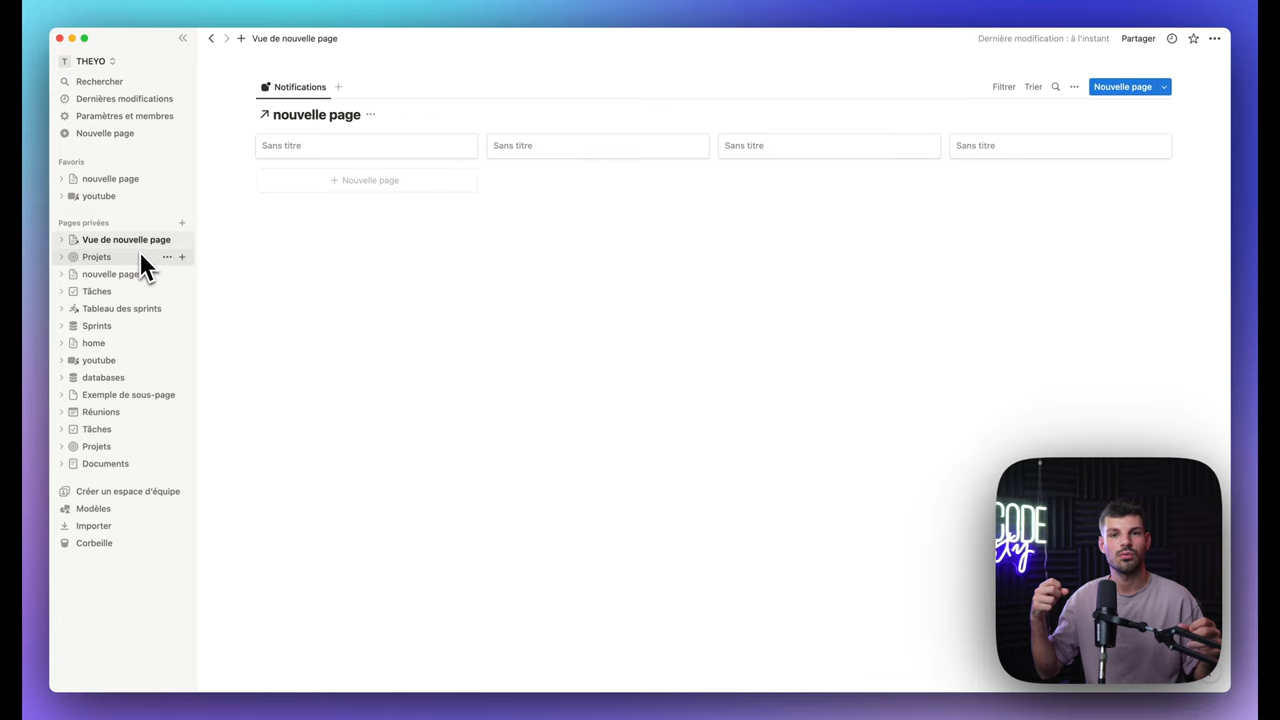 Vue de nouvelle page
Dernière modification : à l'instant
Partager
T THEYO
Rechercher
Dernières modifications
Paramètres et membres
Nouvelle page
Favoris
nouvelle page
youtube
Pages privées
Vue de nouvelle page
Projets
nouvelle page
Tâches
Tableau des sprints
Sprints
home
youtube
databases
Exemple de sous-page
Réunions
Tâches
Projets
Documents
Créer un espace d'équipe
Modèles
Importer
Corbeille
Notifications
Filtrer
Trier
Nouvelle page
nouvelle page
Sans titre
Sans titre
Sans titre
Sans titre
Nouvelle page
CODE